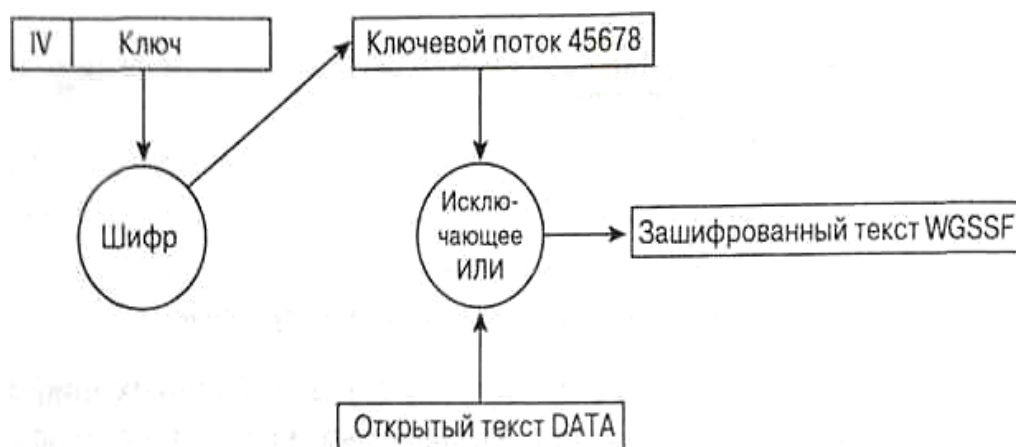 IV Ключ
Ключевой поток 45678
Шифр
Исклю-
чающее
ИЛИ
Зашифрованный текст WGSSF
Открытый текст DATA